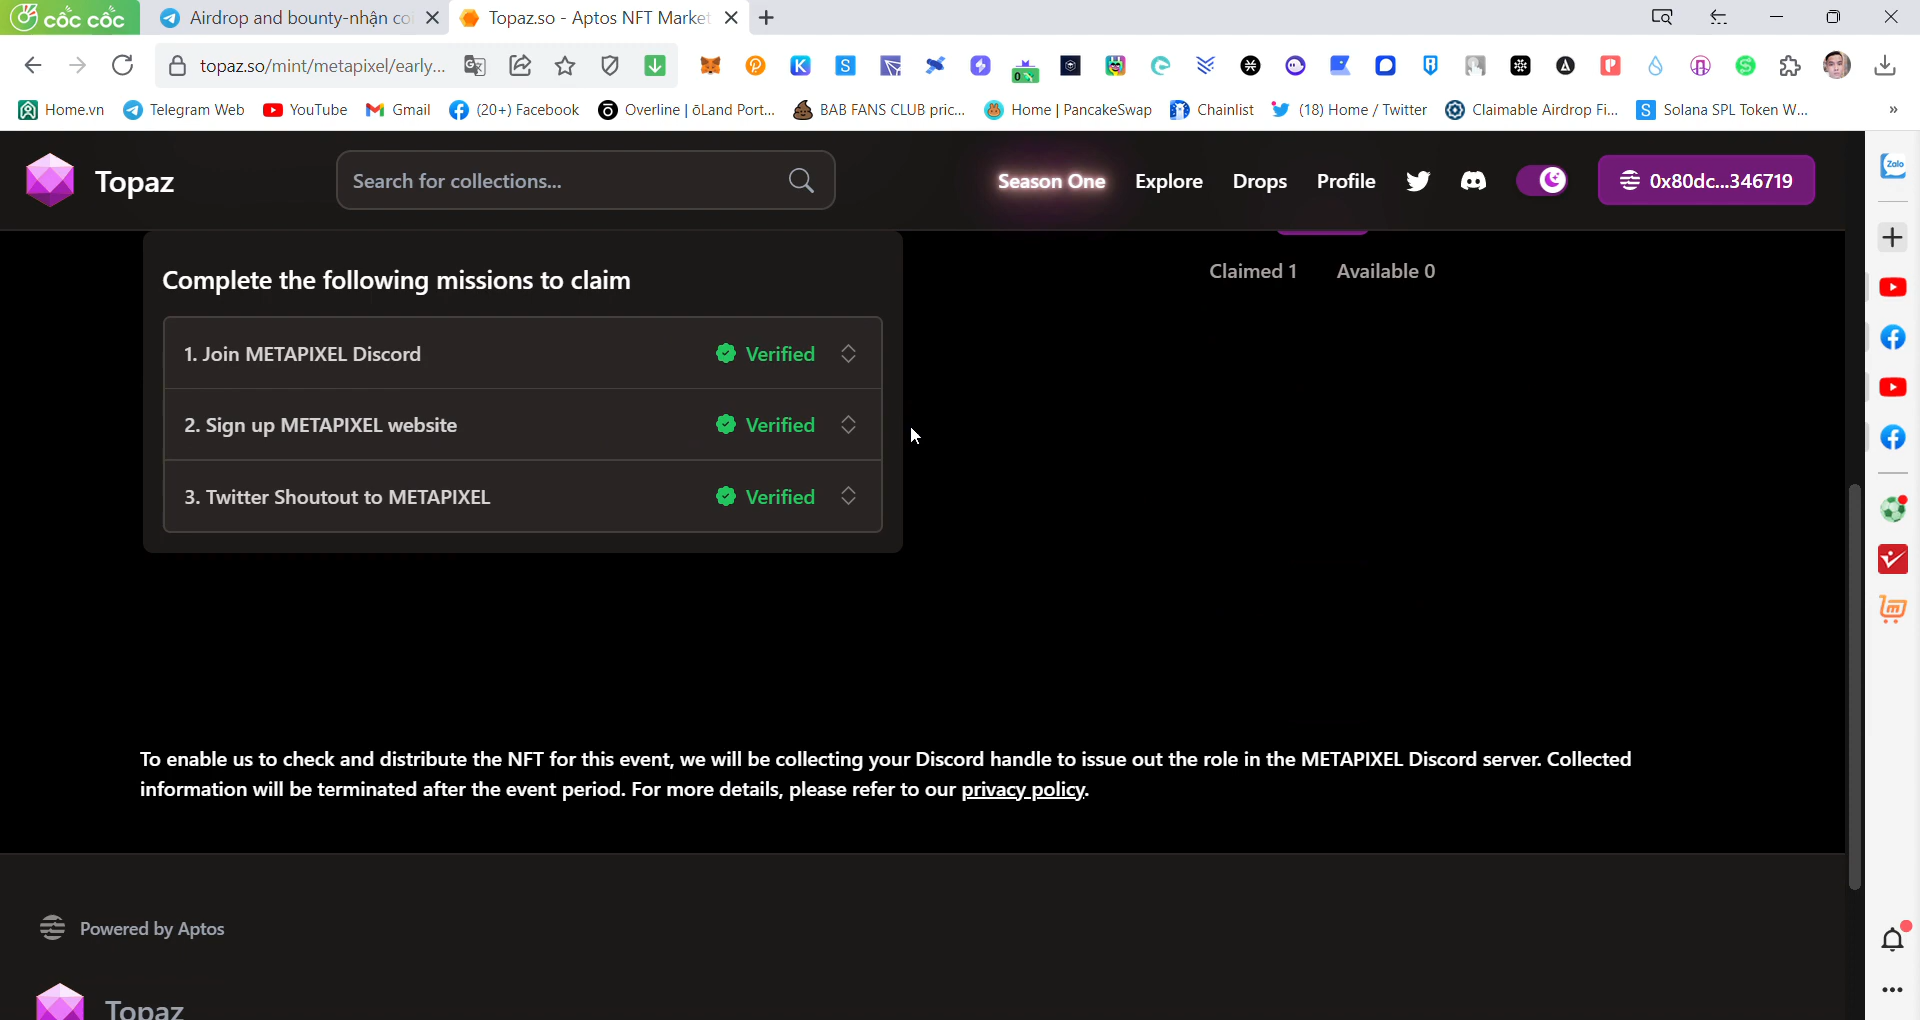 cốc cốc
Airdrop and bounty-nhận co
Topaz.so - Aptos NFT Market
topaz.so/mint/metapixel/early...
Home.vn
Telegram Web
YouTube
Gmail
(20+) Facebook
Overline | ōLand Port...
BAB FANS CLUB pric...
Home | PancakeSwap
Chainlist
(18) Home / Twitter
Claimable Airdrop Fi...
Solana SPL Token W...
»
Topaz
Search for collections...
Season One
Explore
Drops
Profile
0x80dc...346719
Zalo
Claimed 1
Available 0
Complete the following missions to claim
1. Join METAPIXEL Discord
Verified
2. Sign up METAPIXEL website
Verified
3. Twitter Shoutout to METAPIXEL
Verified
To enable us to check and distribute the NFT for this event, we will be collecting your Discord handle to issue out the role in the METAPIXEL Discord server. Collected
information will be terminated after the event period. For more details, please refer to our privacy policy.
Powered by Aptos
Topaz